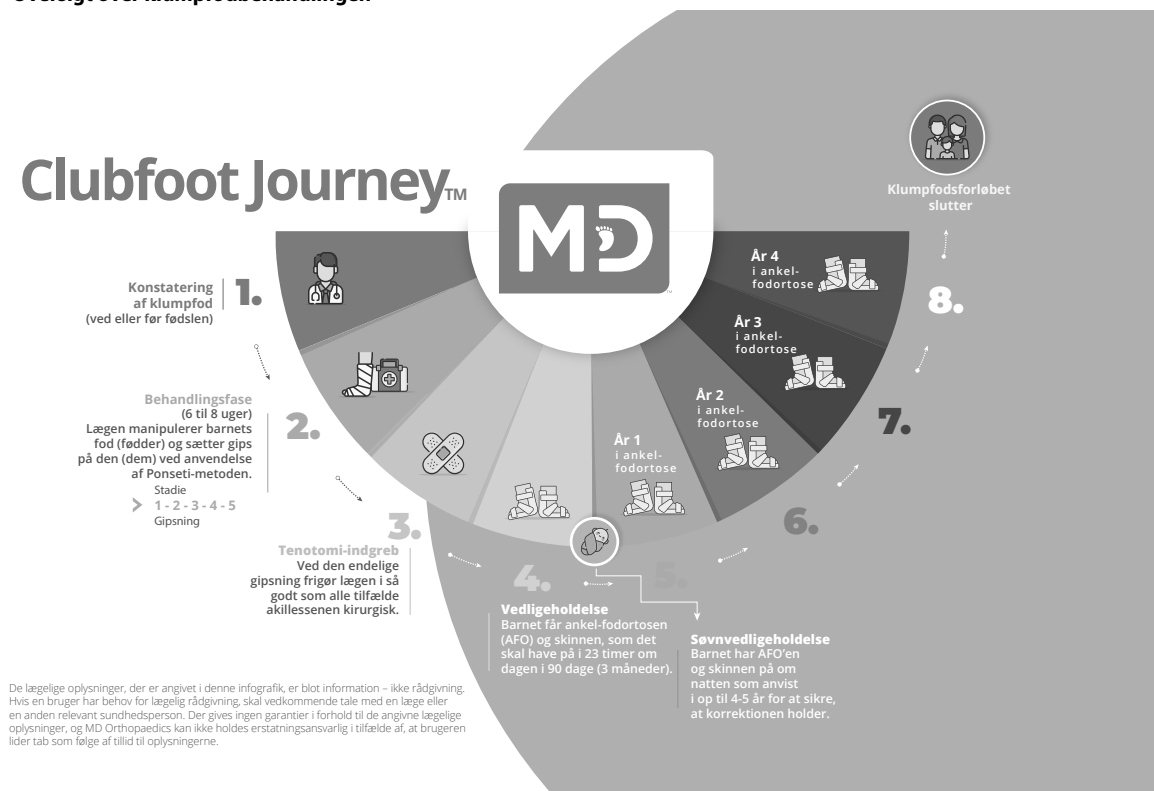 Oversigt over klumpfodbehandlingen
Clubfoot Journey™
MD
Klumpfodsforløbet
slutter
1.
Konstatering
af klumpfod
(ved eller før fødslen)
2.
Behandlingsfase
(6 til 8 uger)
Lægen manipulerer barnets
fod (fødder) og sætter gips
på den (dem) ved anvendelse
af Ponseti-metoden.
Stadie
> 1 - 2 - 3 - 4 - 5
Gipsning
3.
Tenotomi-indgreb
Ved den endelige
gipsning frigør lægen i så
godt som alle tilfælde
akillessenen kirurgisk.
4.
Vedligeholdelse
Barnet får ankel-fodortosen
(AFO) og skinnen, som det
skal have på i 23 timer om
dagen i 90 dage (3 måneder).
5.
Søvnvedligeholdelse
Barnet har AFO'en
og skinnen på om
natten som anvist
i op til 4-5 år for at sikre,
at korrektionen holder.
År 1
i ankel-
fodortose
6.
År 2
i ankel-
fodortose
7.
År 3
i ankel-
fodortose
8.
År 4
i ankel-
fodortose
De lægelige oplysninger, der er angivet i denne infografik, er blot information – ikke rådgivning.
Hvis en bruger har behov for lægelig rådgivning, skal vedkommende tale med en læge eller
en anden relevant sundhedsperson. Der gives ingen garantier i forhold til de angivne lægelige
oplysninger, og MD Orthopaedics kan ikke holdes erstatningsansvarlig i tilfælde af, at brugeren
lider tab som følge af tillid til oplysningerne.